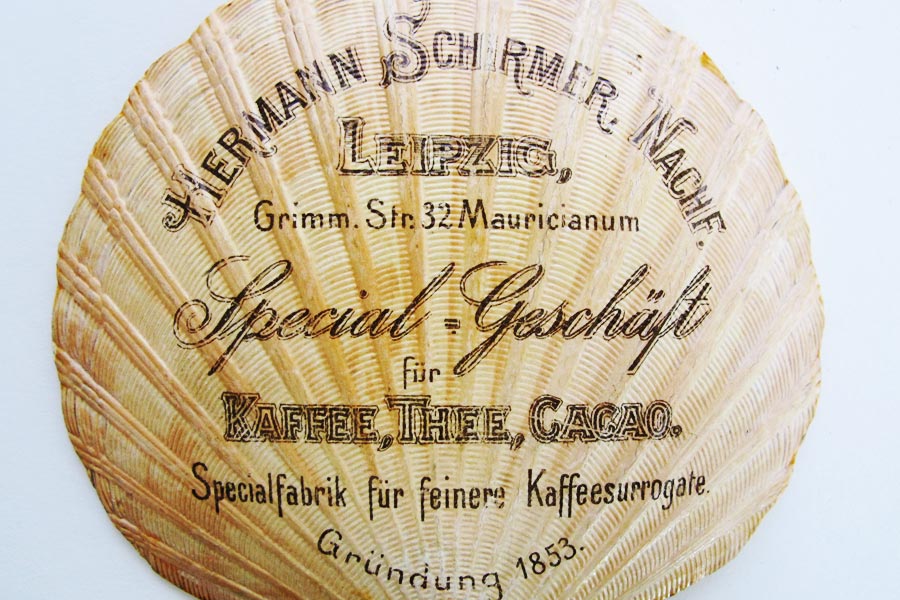 HERMANN SCHIRMER, NACHF.
LEIPZIG,
Grimm. Str. 32 Mauricianum
Special-Geschäft
für
KAFFEE, THEE, CACAO.
Specialfabrik für feinere Kaffeesurrogate.
Gründung 1853.